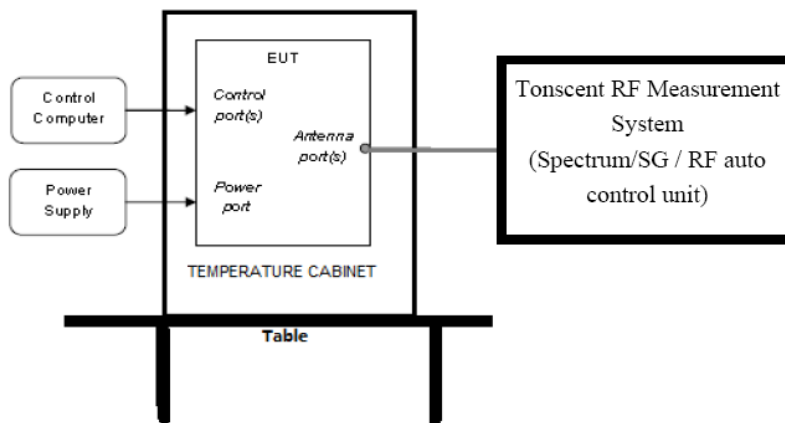 EUT
Control
Computer
Control
port(s)
Antenna
port(s)
Power
Supply
Power
port
TEMPERATURE CABINET
Table
Tonscent RF Measurement
System
(Spectrum/SG / RF auto
control unit)